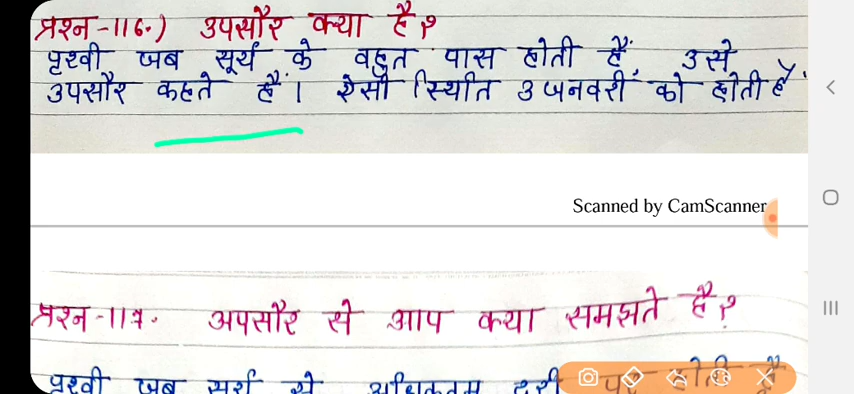 प्रश्न-116.) उपसौर क्या है?
पृथ्वी जब सूर्य के बहुत पास होती हैं उसे
उपसौर कहते हैं। ऐसी स्थिति 3 जनवरी को होती है
Scanned by CamScanner
प्रश्न-117. अपसौर से आप क्या समझते है?
पृथ्वी जब सूर्य से अधिकतम दूरी पर होती है